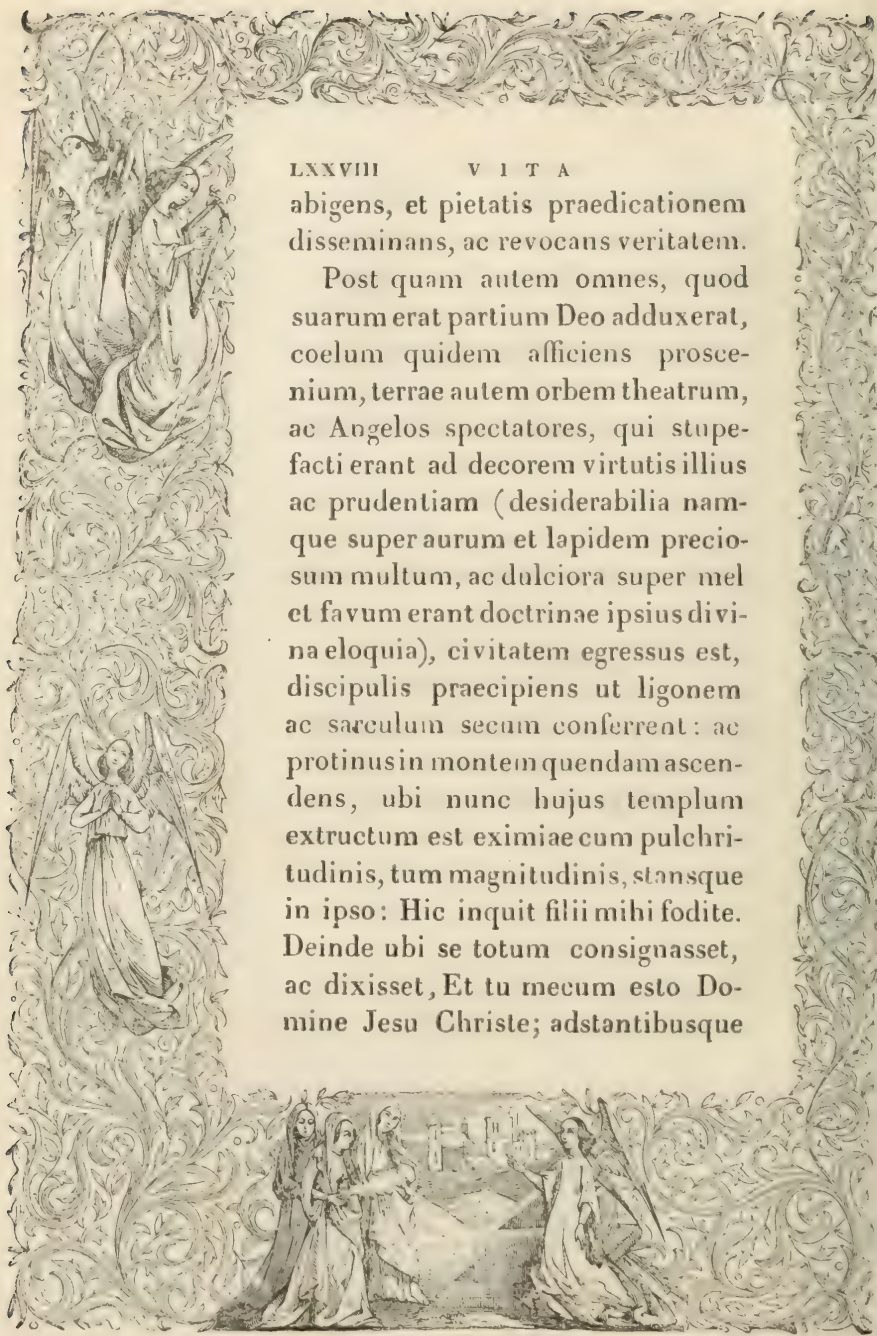 LXXVIII VITA
abigens, et pietatis praedicationem
disseminans, ac revocans veritatem.
Post quam autem omnes, quod
suarum erat partium Deo adduxerat,
coelum quidem afficiens prosce-
nium, terrae autem orbem theatrum,
ac Angelos spectatores, qui stupe-
facti erant ad decorem virtutis illius
ac prudentiam (desiderabilia nam-
que super aurum et lapidem precio-
sum multum, ac dulciora super mel
et favum erant doctrinae ipsius divi-
na eloquia), civitatem egressus est,
discipulis praecipiens ut ligonem
ac sarculum secum conferrent: ac
protinus in montem quendam ascen-
dens, ubi nunc hujus templum
extructum est eximiae cum pulchri-
tudinis, tum magnitudinis, stansque
in ipso: Hic inquit filii mihi fodite.
Deinde ubi se totum consignasset,
ac dixisset, Et tu mecum esto Do-
mine Jesu Christe; adstantibusque